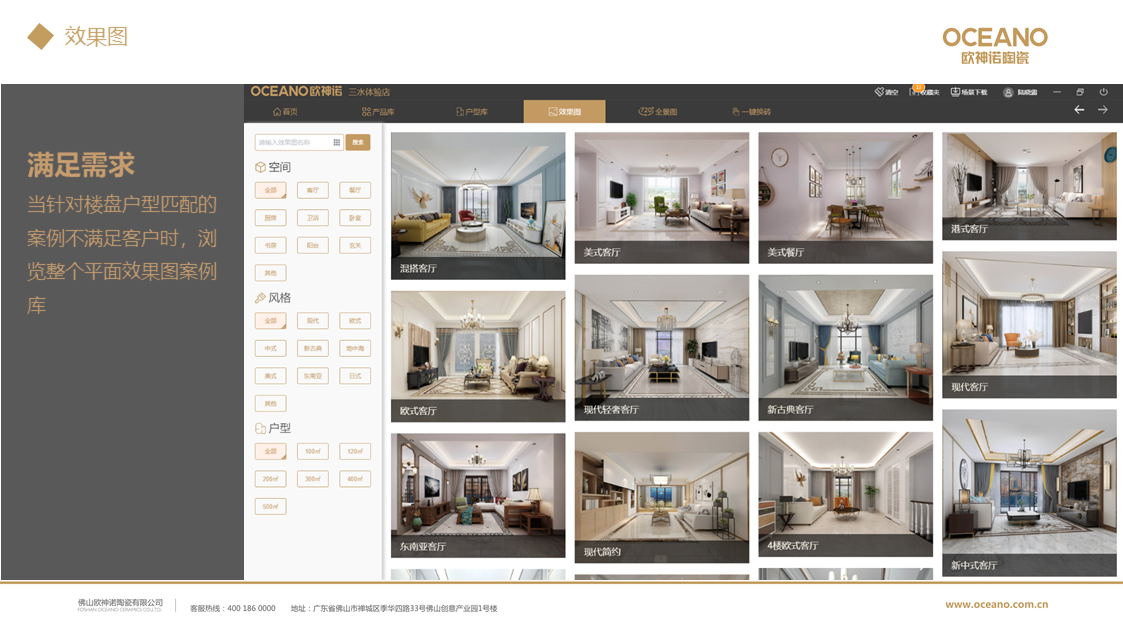 效果图
OCEANO
欧神诺陶瓷
满足需求
当针对楼盘户型匹配的
案例不满足客户时，浏
览整个平面效果图案例
库
OCEANO欧神诺 三水体验店
清空
11
收藏夹
场景下载
首页
产品库
户型库
效果图
720°全景图
一键换砖
请输入效果图名称
搜索
空间
全部 客厅 餐厅
厨房 卫浴 卧室
书房 阳台 玄关
其他
风格
全部 现代 欧式
中式 新古典 地中海
美式 东南亚 日式
其他
户型
全部 100㎡ 120㎡
200㎡ 300㎡ 400㎡
500㎡
混搭客厅
美式客厅
美式餐厅
港式客厅
欧式客厅
现代轻奢客厅
新古典客厅
现代客厅
东南亚客厅
现代简约
4楼欧式客厅
新中式客厅
佛山欧神诺陶瓷有限公司
FOSHAN OCEANO CERAMICS CO.,LTD.
客服热线：400 186 0000 地址：广东省佛山市禅城区季华四路33号佛山创意产业园1号楼
www.oceano.com.cn